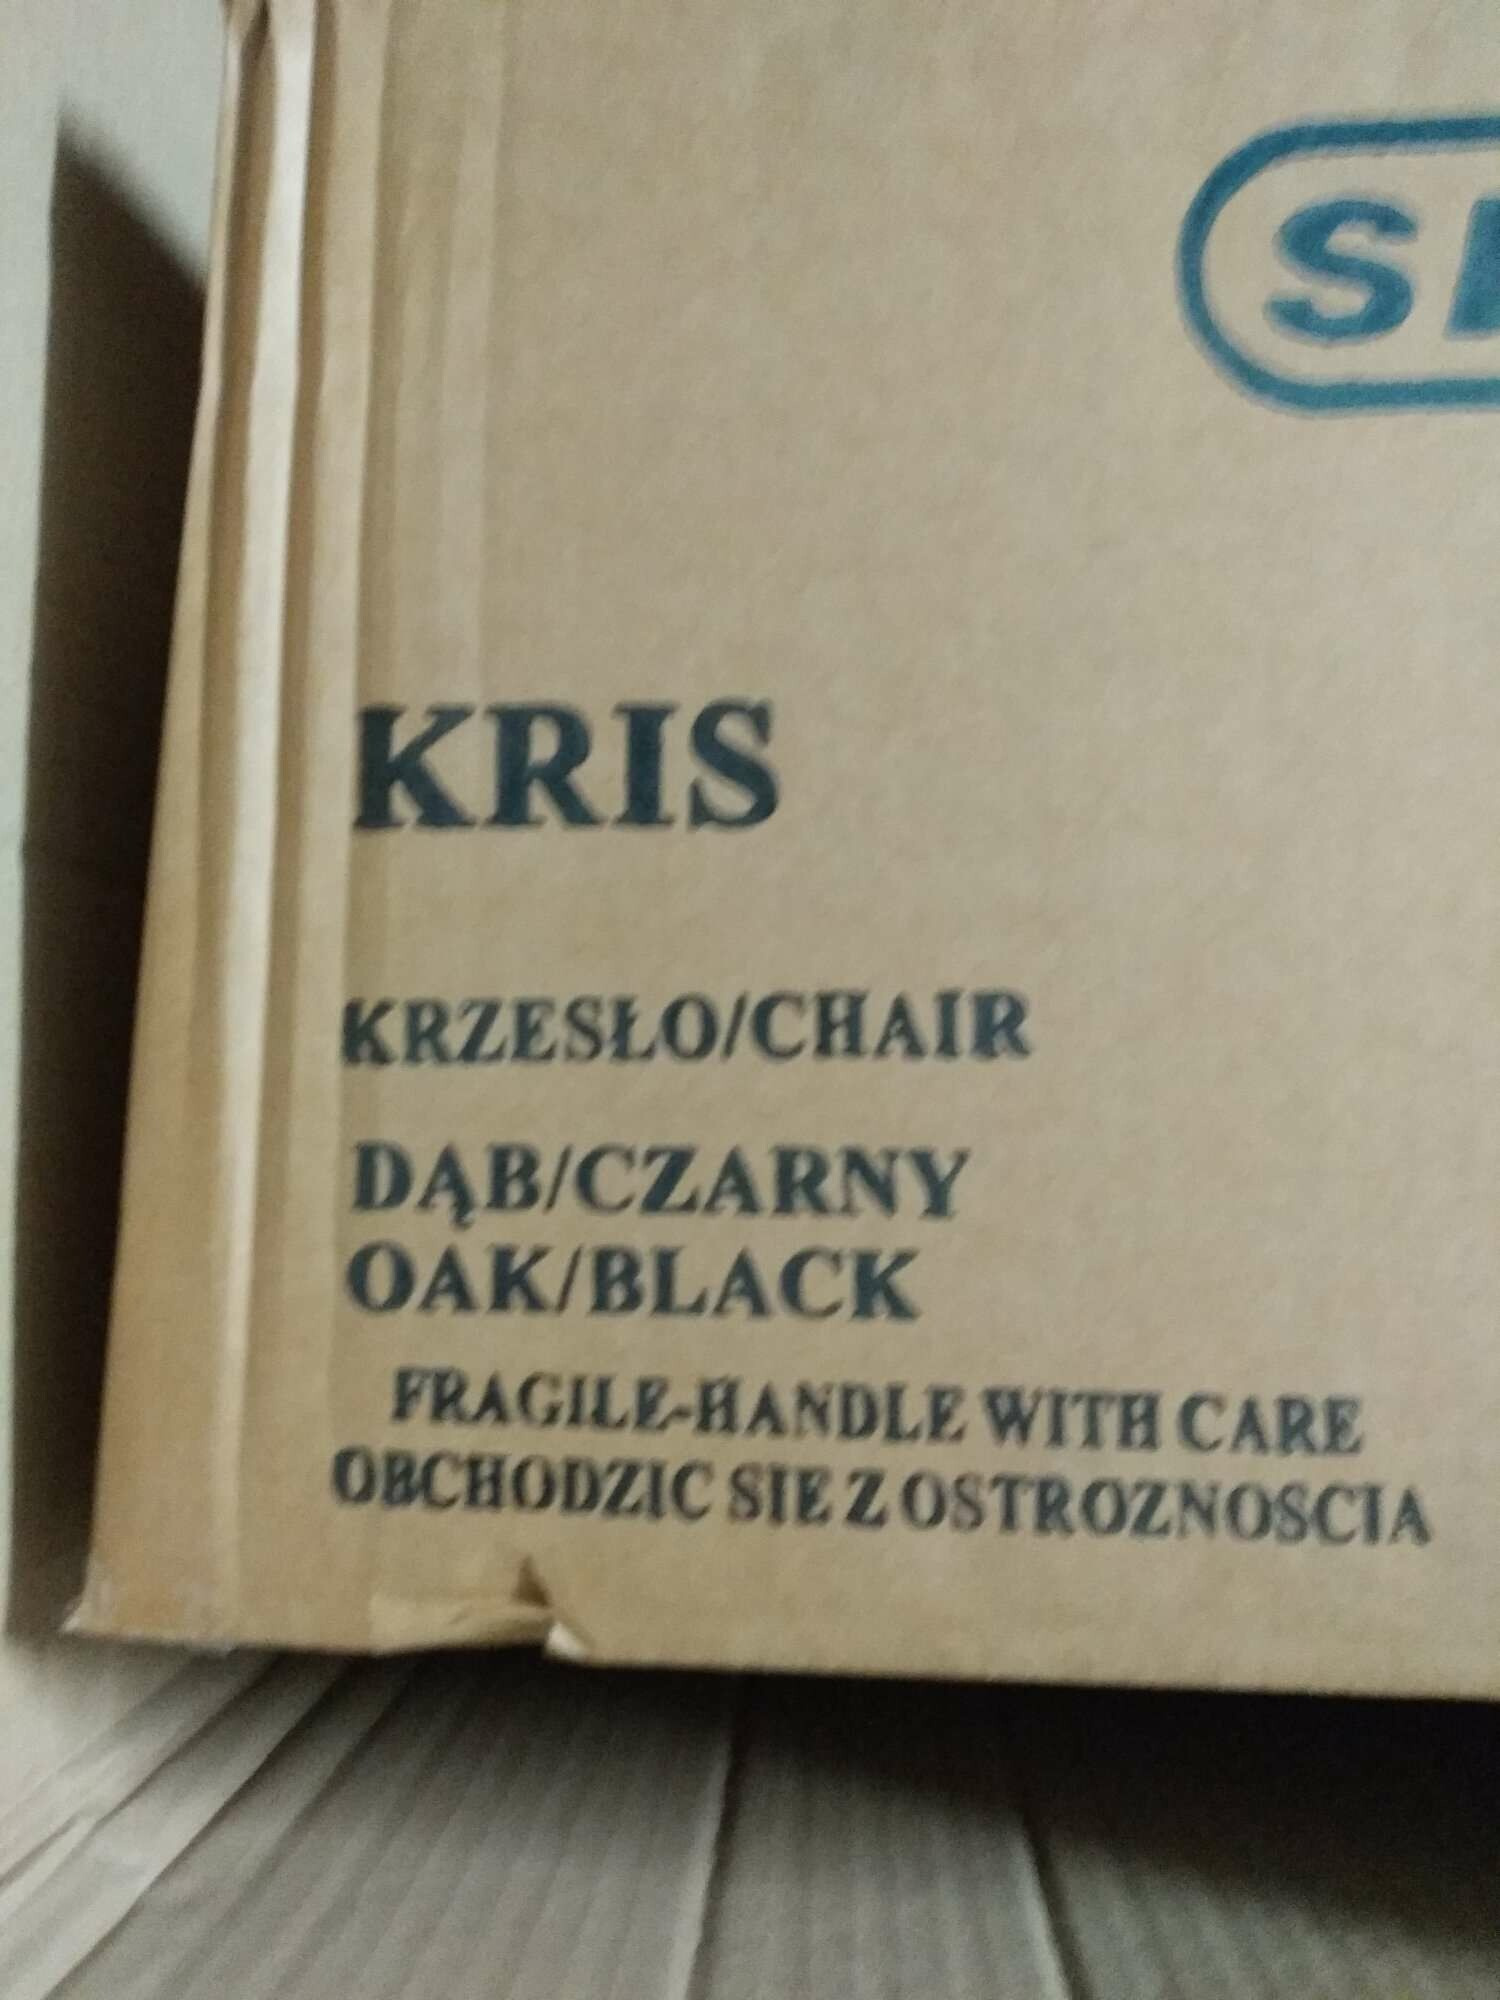 KRIS
KRZESŁO/CHAIR
DĄB/CZARNY
OAK/BLACK
FRAGILE-HANDLE WITH CARE
OBCHODZIC SIE Z OSTROZNOSCIA